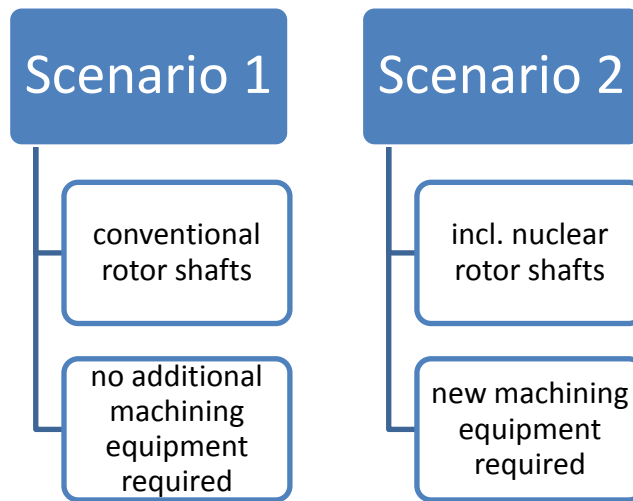 Scenario 1
conventional
rotor shafts
no additional
machining
equipment
required
Scenario 2
incl. nuclear
rotor shafts
new machining
equipment
required